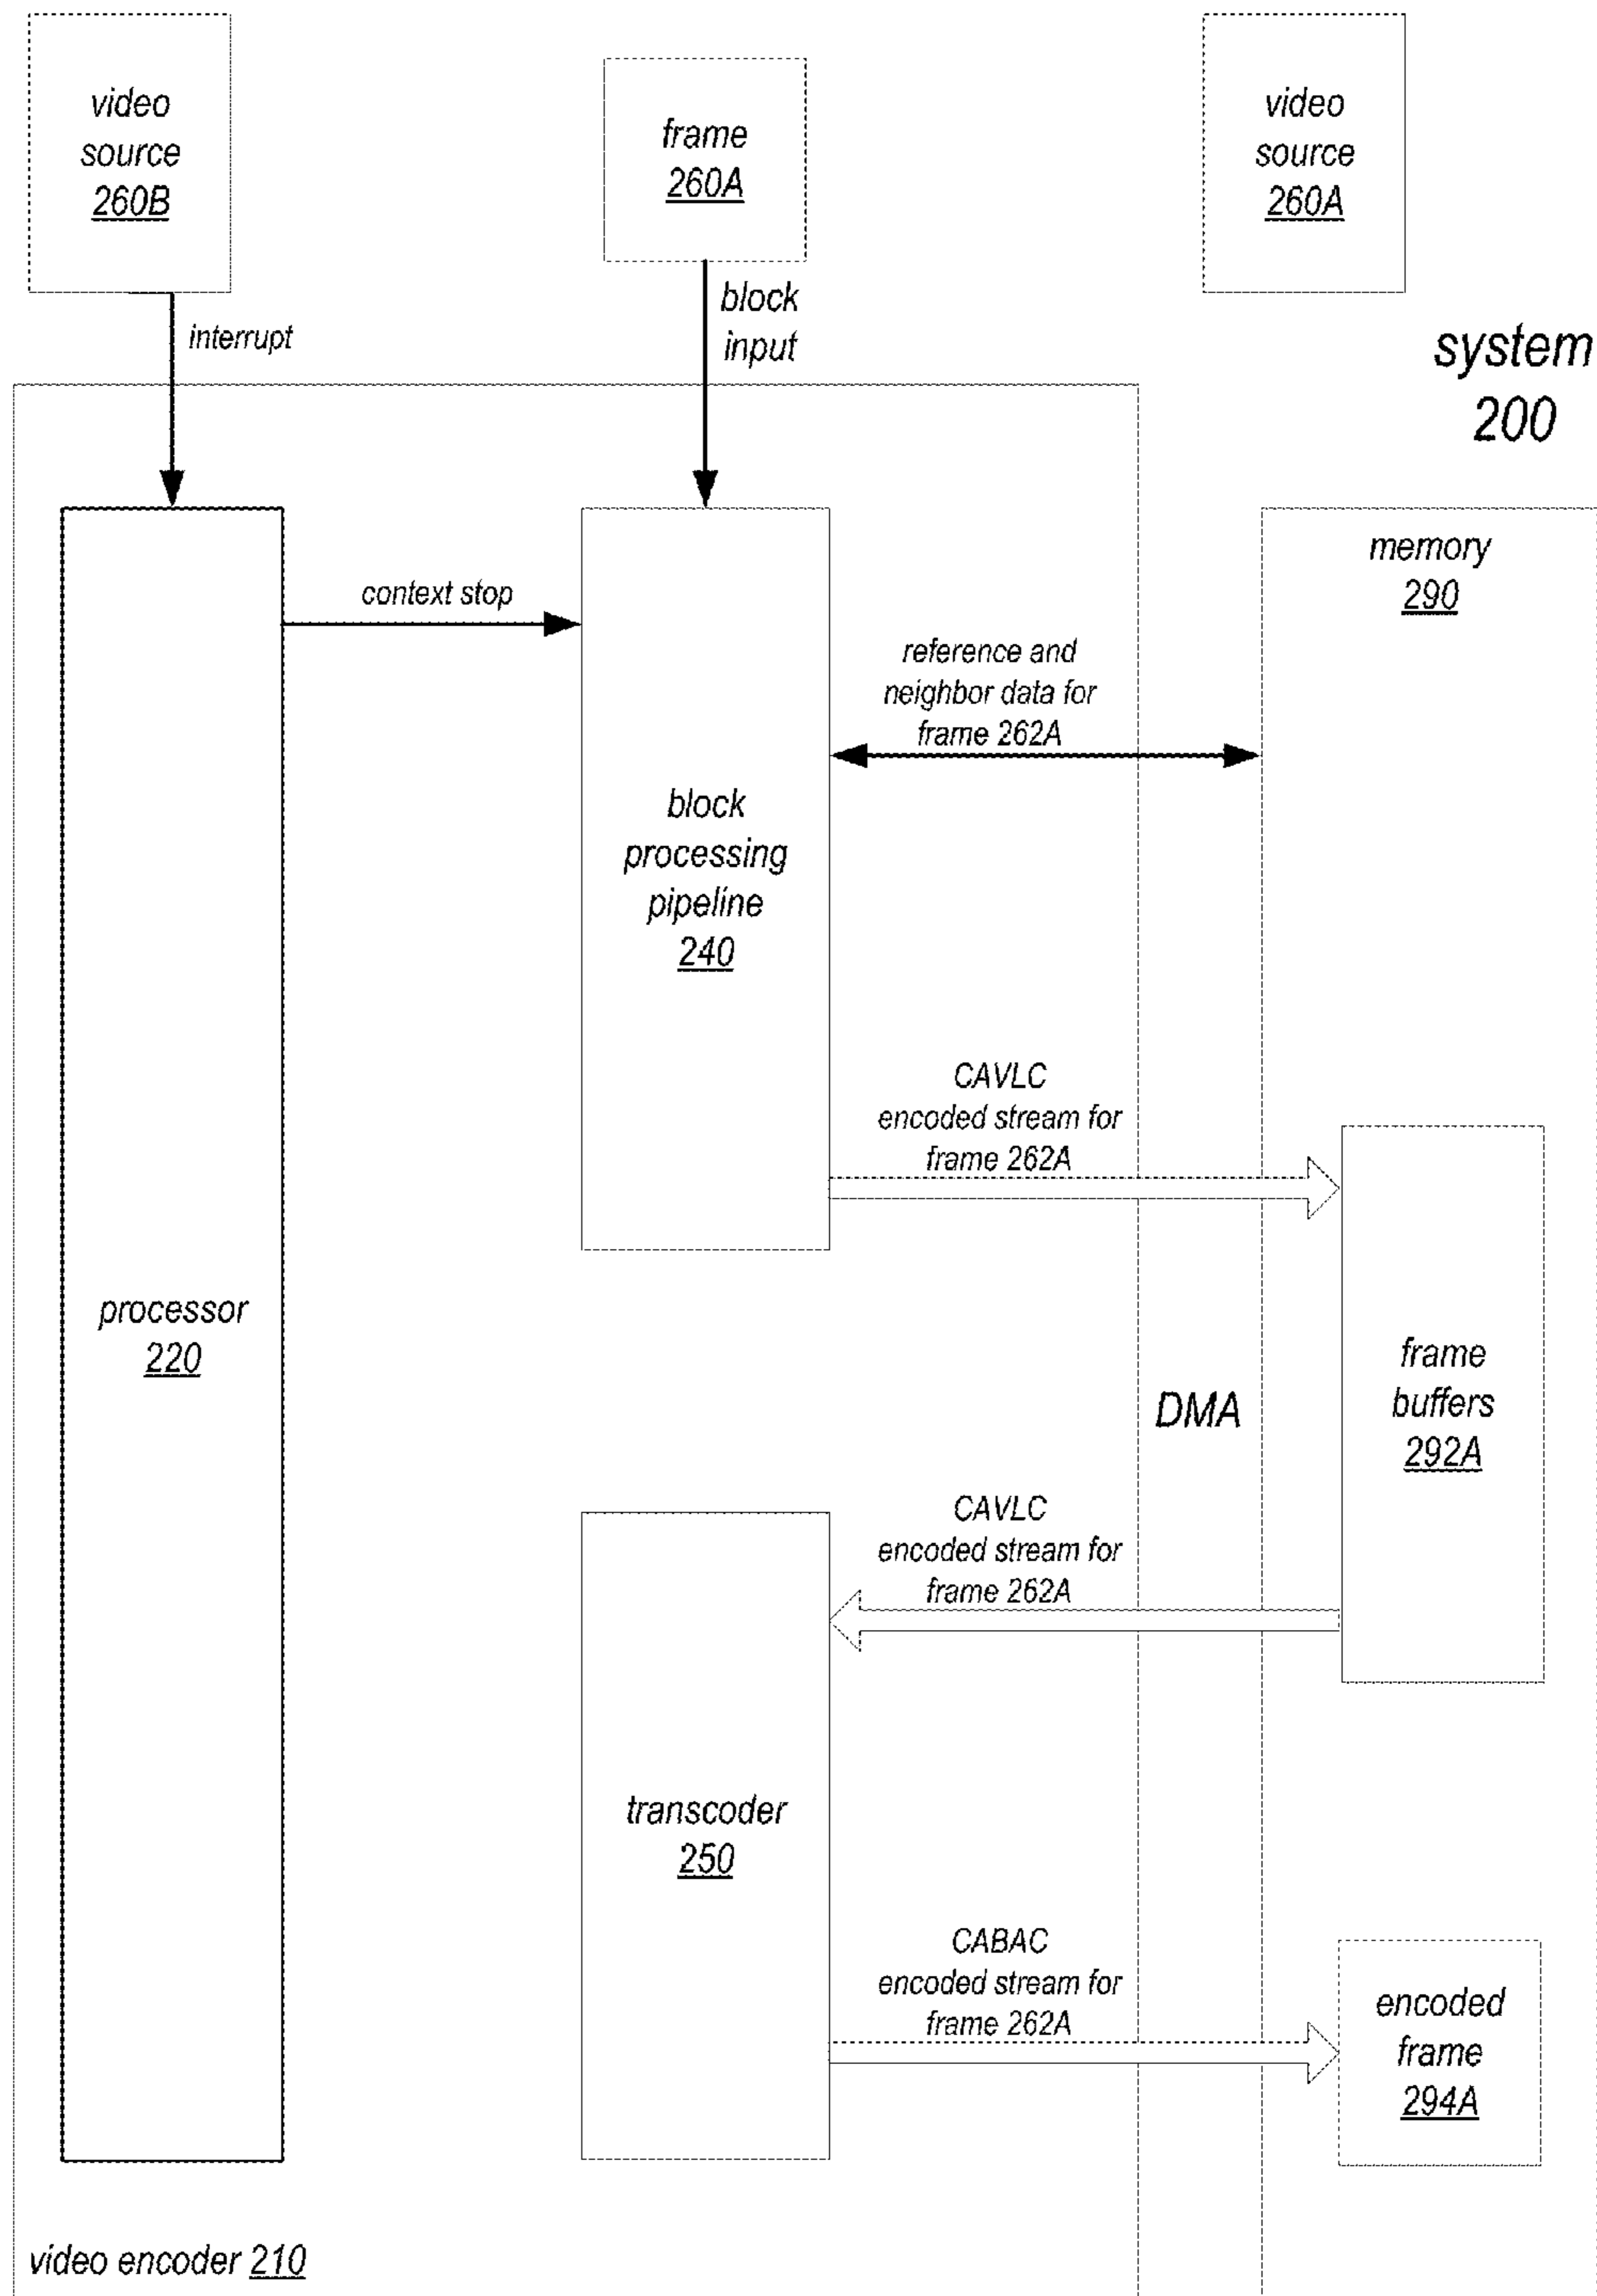 video
source
260B
frame
260A
video
source
260A
interrupt
block
input
system
200
processor
220
context stop
block
processing
pipeline
240
reference and
neighbor data for
frame 262A
memory
290
CAVLC
encoded stream for
frame 262A
frame
buffers
292A
DMA
CAVLC
encoded stream for
frame 262A
transcoder
250
CABAC
encoded stream for
frame 262A
encoded
frame
294A
video encoder 210